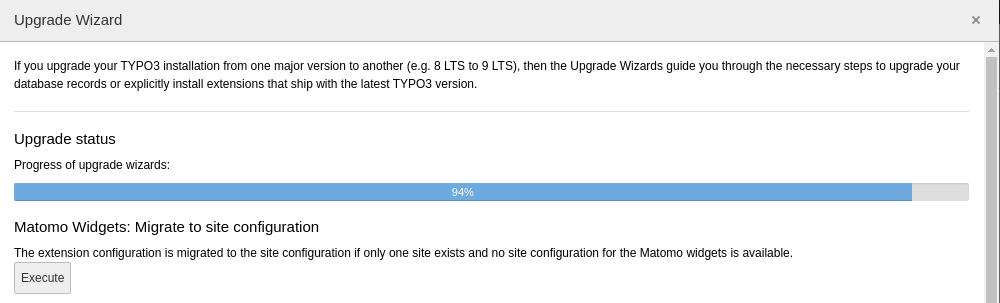 Upgrade Wizard
×
If you upgrade your TYPO3 installation from one major version to another (e.g. 8 LTS to 9 LTS), then the Upgrade Wizards guide you through the necessary steps to upgrade your
database records or explicitly install extensions that ship with the latest TYPO3 version.
Upgrade status
Progress of upgrade wizards:
94%
Matomo Widgets: Migrate to site configuration
The extension configuration is migrated to the site configuration if only one site exists and no site configuration for the Matomo widgets is available.
Execute